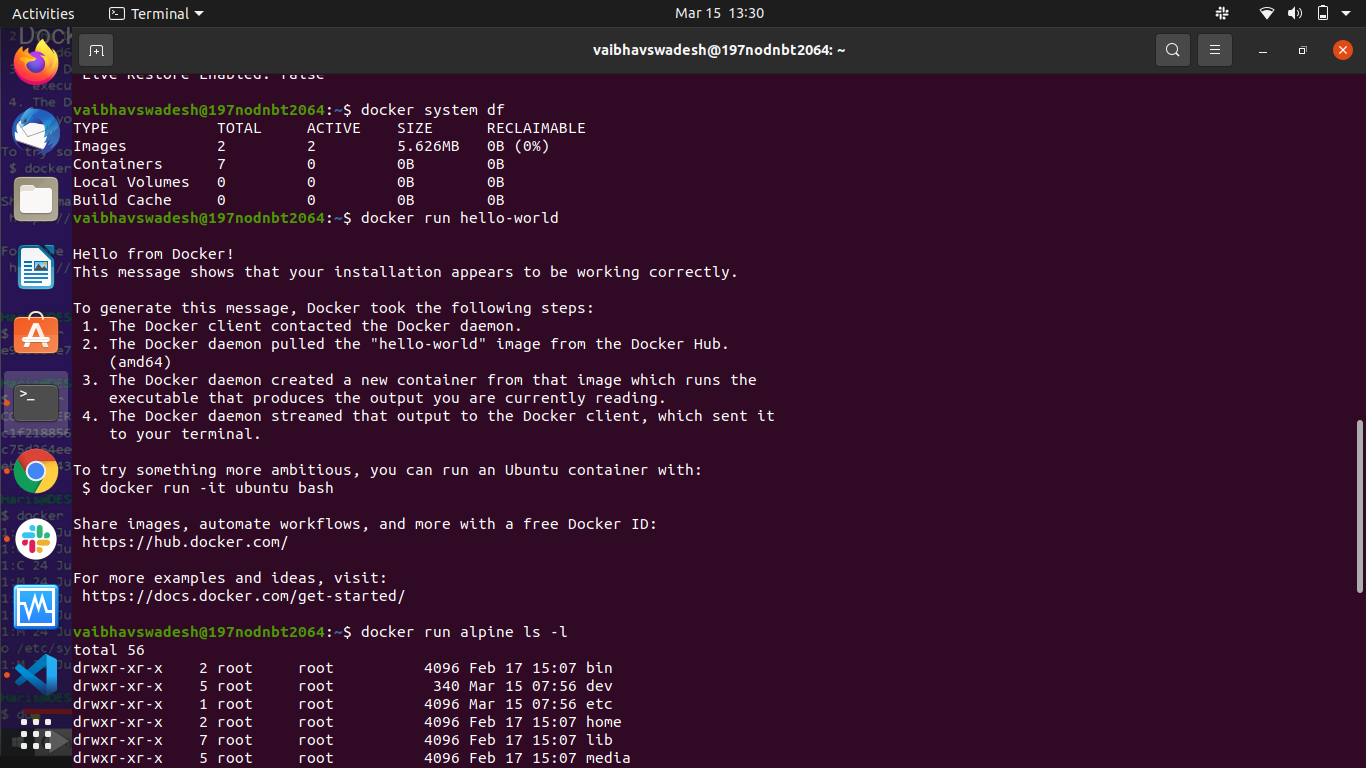 Activities Terminal Mar 15 13:30
vaibhavswadesh@197nodnbt2064: ~
Live Restore Enabled: false
vaibhavswadesh@197nodnbt2064:~$ docker system df
TYPE TOTAL ACTIVE SIZE RECLAIMABLE
Images 2 2 5.626MB 0B (0%)
Containers 7 0 0B 0B
Local Volumes 0 0 0B 0B
Build Cache 0 0 0B 0B
vaibhavswadesh@197nodnbt2064:~$ docker run hello-world
Hello from Docker!
This message shows that your installation appears to be working correctly.
To generate this message, Docker took the following steps:
1. The Docker client contacted the Docker daemon.
2. The Docker daemon pulled the "hello-world" image from the Docker Hub.
(amd64)
3. The Docker daemon created a new container from that image which runs the
executable that produces the output you are currently reading.
4. The Docker daemon streamed that output to the Docker client, which sent it
to your terminal.
To try something more ambitious, you can run an Ubuntu container with:
$ docker run -it ubuntu bash
Share images, automate workflows, and more with a free Docker ID:
https://hub.docker.com/
For more examples and ideas, visit:
https://docs.docker.com/get-started/
vaibhavswadesh@197nodnbt2064:~$ docker run alpine ls -l
total 56
drwxr-xr-x 2 root root 4096 Feb 17 15:07 bin
drwxr-xr-x 5 root root 340 Mar 15 07:56 dev
drwxr-xr-x 1 root root 4096 Mar 15 07:56 etc
drwxr-xr-x 2 root root 4096 Feb 17 15:07 home
drwxr-xr-x 7 root root 4096 Feb 17 15:07 lib
drwxr-xr-x 5 root root 4096 Feb 17 15:07 media